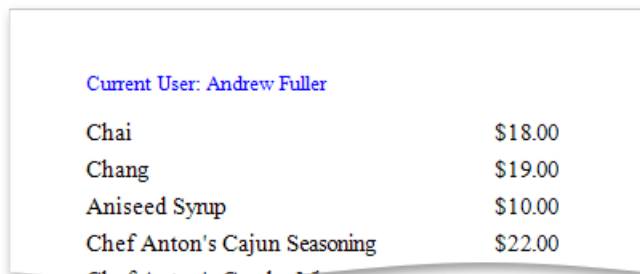 Current User: Andrew Fuller
Chai $18.00
Chang $19.00
Aniseed Syrup $10.00
Chef Anton's Cajun Seasoning $22.00